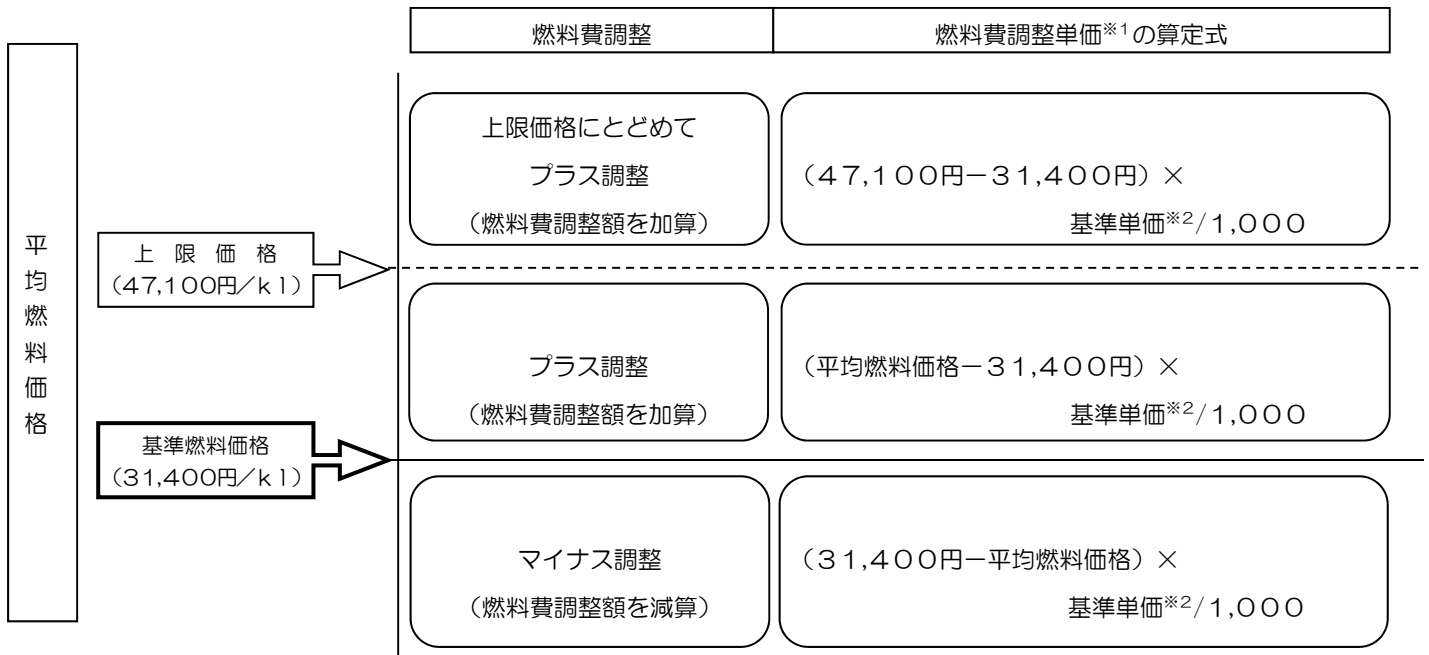 燃料費調整
燃料費調整単価※1の算定式
平均燃料価格
上限価格にとどめて
プラス調整
(燃料費調整額を加算)
(47,100円-31,400円)×
基準単価※2/1,000
上 限 価 格
(47,100円/kl)
プラス調整
(燃料費調整額を加算)
(平均燃料価格-31,400円)×
基準単価※2/1,000
基準燃料価格
(31,400円/kl)
マイナス調整
(燃料費調整額を減算)
(31,400円-平均燃料価格)×
基準単価※2/1,000